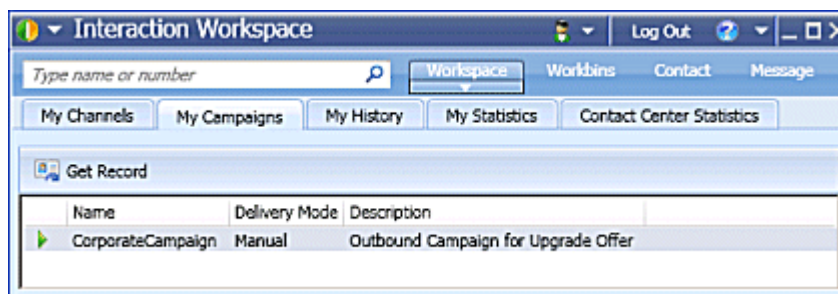 Interaction Workspace Log Out
Type name or number Workspace Workbins Contact Message
My Channels My Campaigns My History My Statistics Contact Center Statistics
Get Record
Name Delivery Mode Description
CorporateCampaign Manual Outbound Campaign for Upgrade Offer